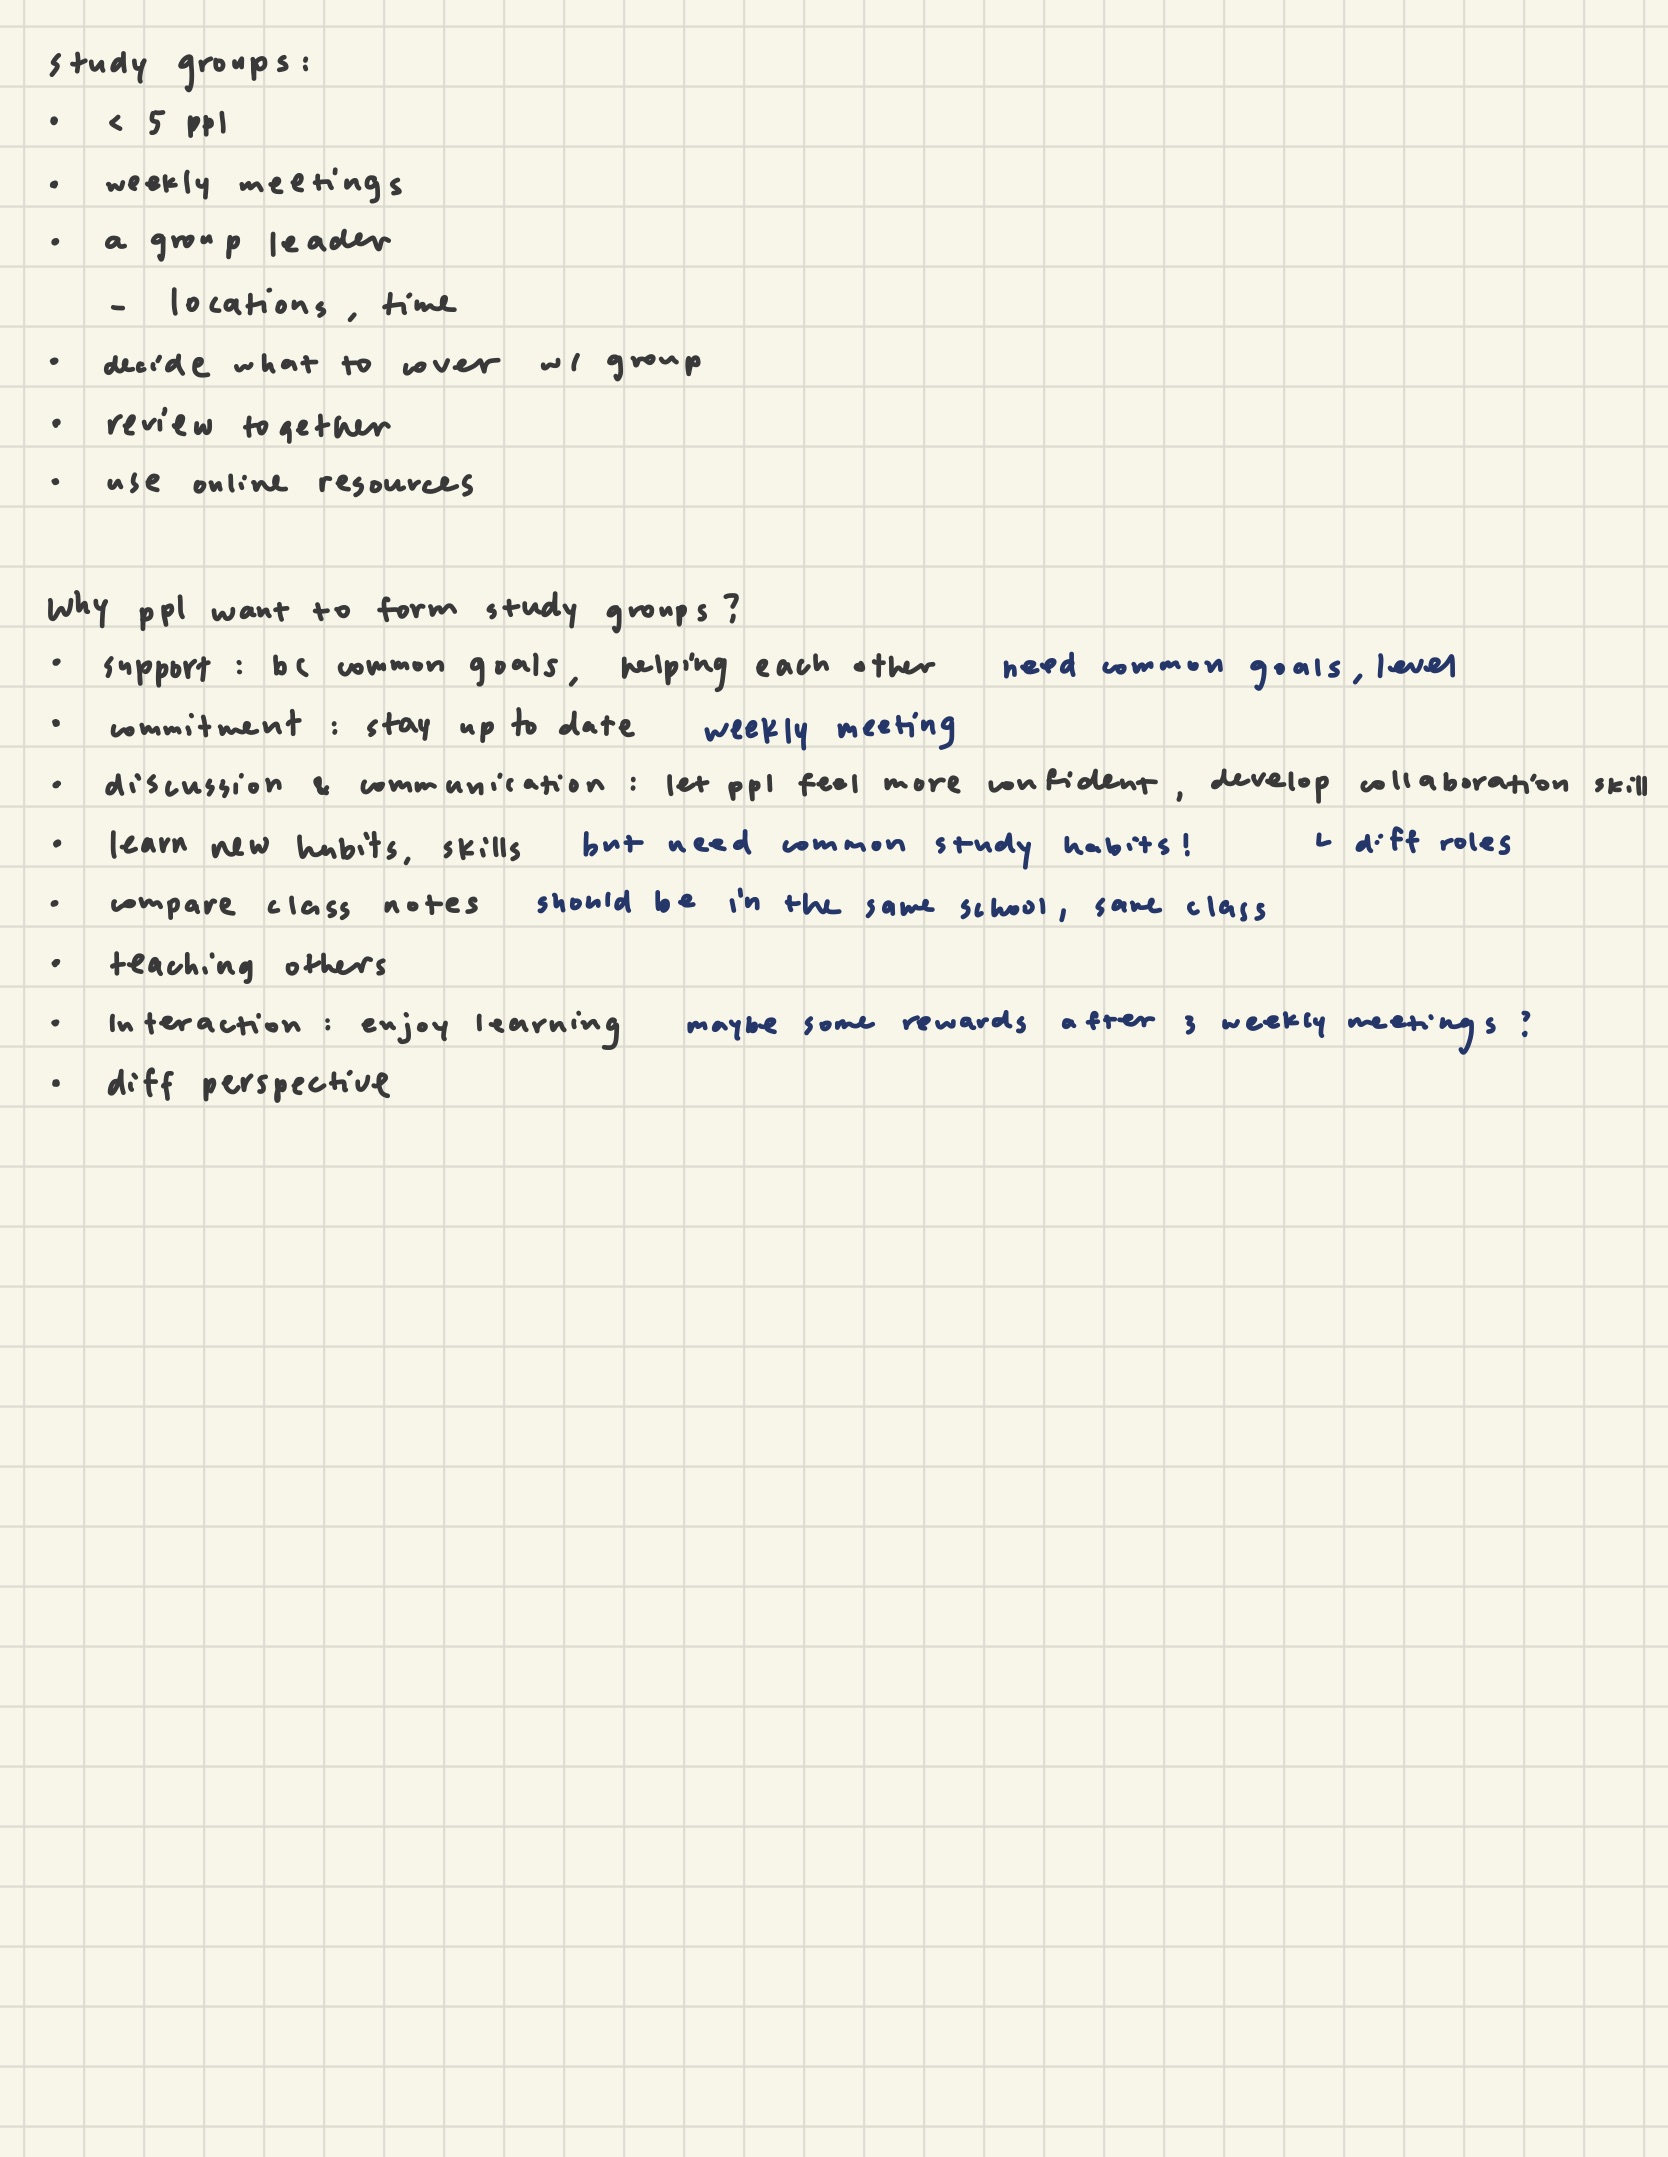 study groups:
• < 5 ppl
• weekly meetings
• a group leader
- locations, time
• decide what to cover w/ group
• review together
• use online resources
Why ppl want to form study groups?
• support : bc common goals, helping each other need common goals, level
• commitment : stay up to date weekly meeting
• discussion & communication : let ppl feel more confident, develop collaboration skill
• learn new habits, skills but need common study habits! ↳ diff roles
• compare class notes should be in the same school, same class
• teaching others
• Interaction : enjoy learning maybe some rewards after 3 weekly meetings ?
• diff perspective